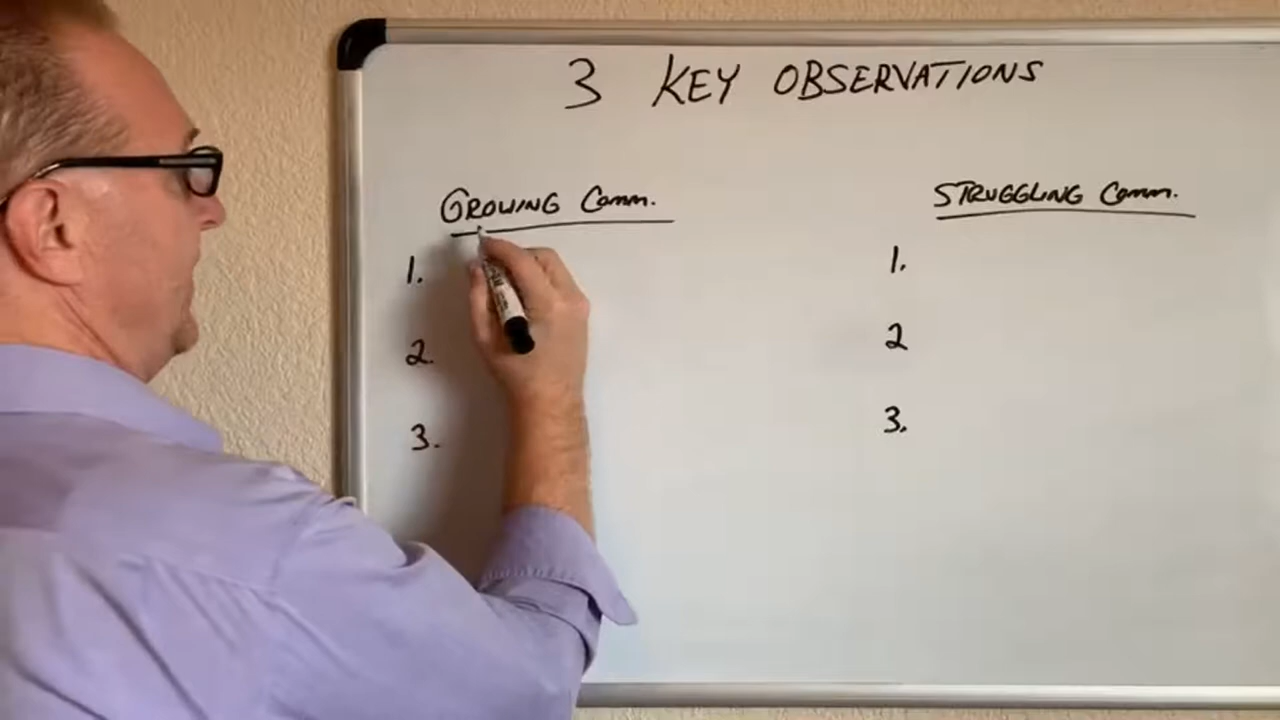 3 KEY OBSERVATIONS
GROWING Comm.
1.
2.
3.
STRUGGLING Comm.
1.
2
3.